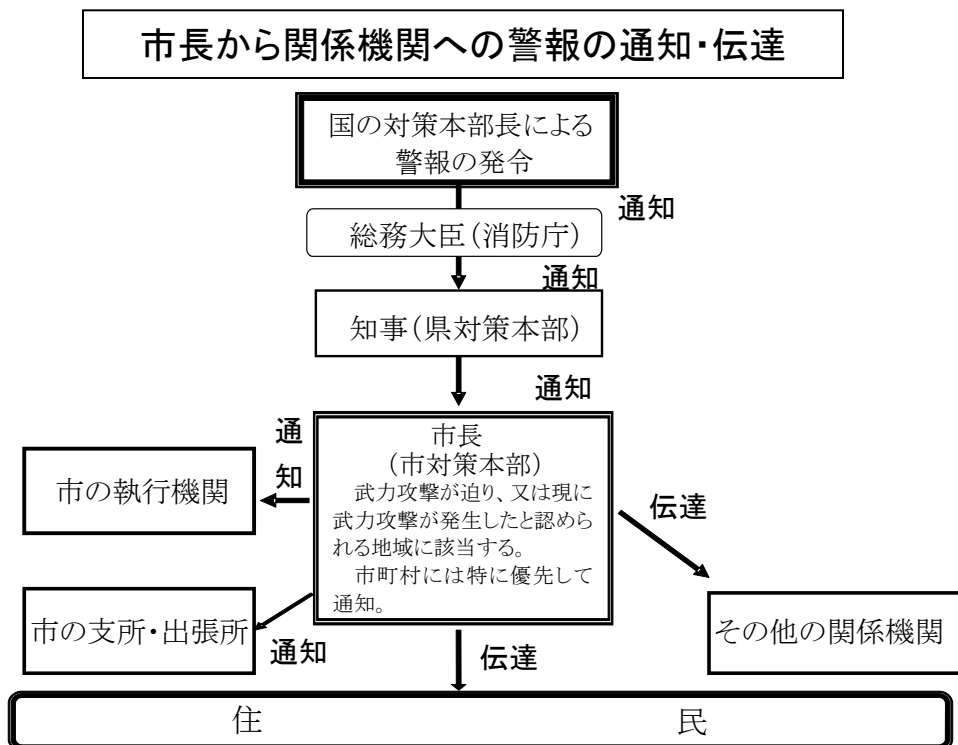 市長から関係機関への警報の通知・伝達
国の対策本部長による
警報の発令
通知
総務大臣(消防庁)
通知
知事(県対策本部)
通知
市長
(市対策本部)
武力攻撃が迫り、又は現に
武力攻撃が発生したと認めら
れる地域に該当する。
市町村には特に優先して
通知。
通
知
市の執行機関
伝達
市の支所・出張所
通知
その他の関係機関
伝達
住 民